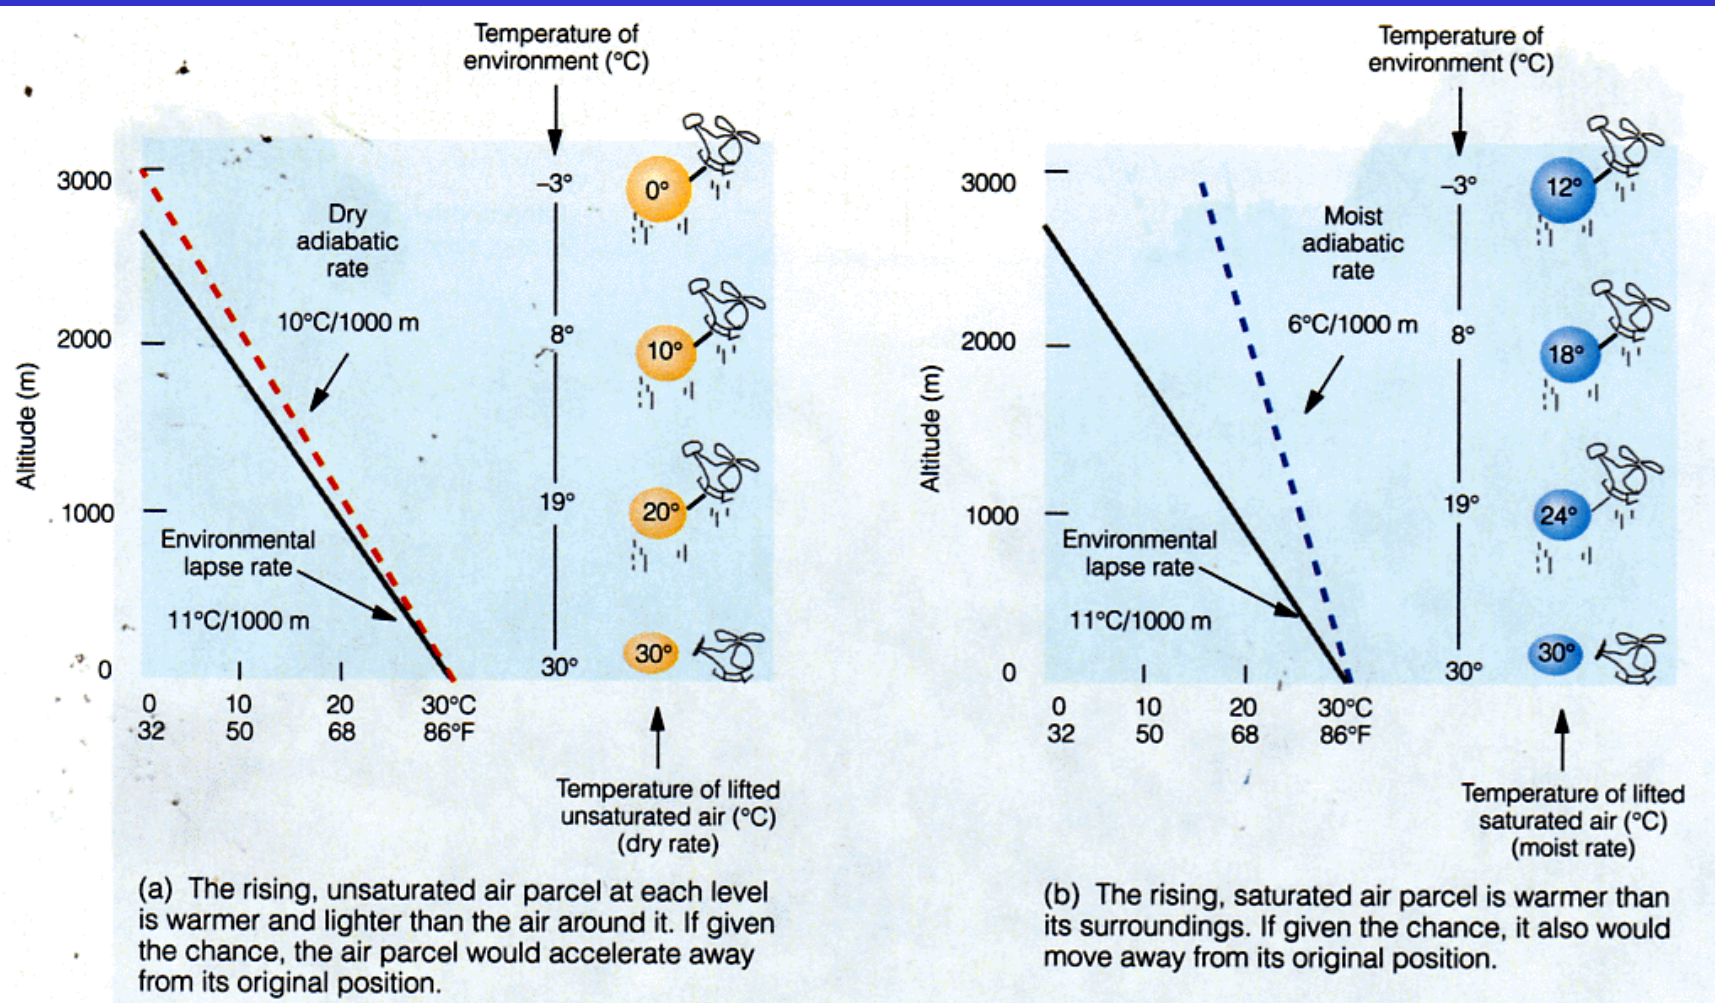 Temperature of
environment (°C)
3000
2000
1000
0
Altitude (m)
Dry
adiabatic
rate
10°C/1000 m
Environmental
lapse rate
11°C/1000 m
–3°
8°
19°
30°
0°
10°
20°
30°
0 10 20 30°C
32 50 68 86°F
Temperature of lifted
unsaturated air (°C)
(dry rate)
(a) The rising, unsaturated air parcel at each level
is warmer and lighter than the air around it. If given
the chance, the air parcel would accelerate away
from its original position.
Temperature of
environment (°C)
3000
2000
1000
0
Altitude (m)
Moist
adiabatic
rate
6°C/1000 m
Environmental
lapse rate
11°C/1000 m
–3°
8°
19°
30°
12°
18°
24°
30°
0 10 20 30°C
32 50 68 86°F
Temperature of lifted
saturated air (°C)
(moist rate)
(b) The rising, saturated air parcel is warmer than
its surroundings. If given the chance, it also would
move away from its original position.